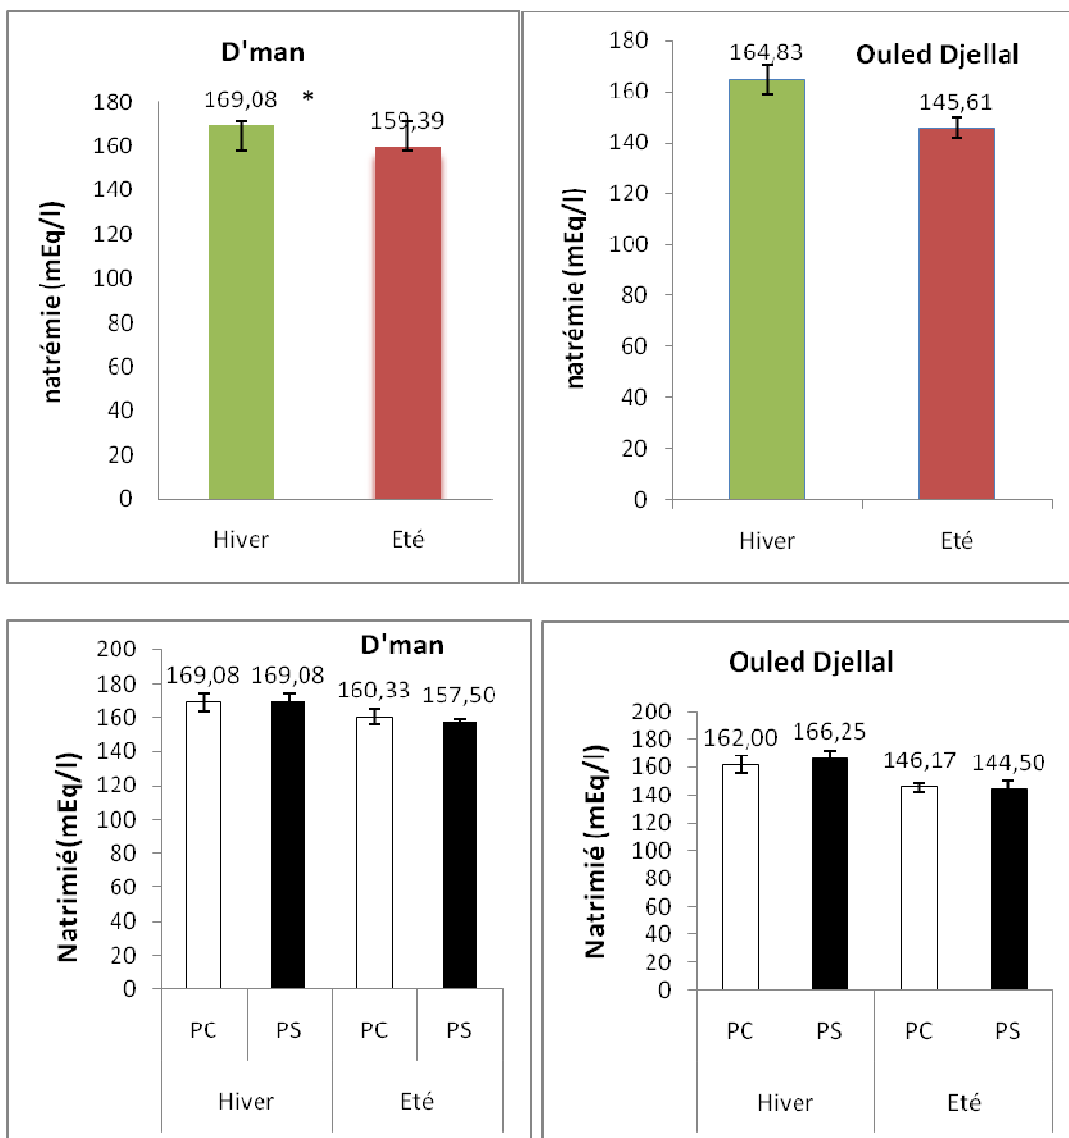 D'man
169,08 *
159,39
180
160
140
120
100
80
60
40
20
0
natrémie (mEq/l)
Hiver Eté
Ouled Djellal
164,83
145,61
180
160
140
120
100
80
60
40
20
0
natrémie (mEq/l)
Hiver Eté
D'man
169,08 169,08 160,33 157,50
200
180
160
140
120
100
80
60
40
20
0
Natrimié(mEq/l)
PC PS PC PS
Hiver Eté
Ouled Djellal
162,00 166,25 146,17 144,50
200
180
160
140
120
100
80
60
40
20
0
Natrimié (mEq/l)
PC PS PC PS
Hiver Eté